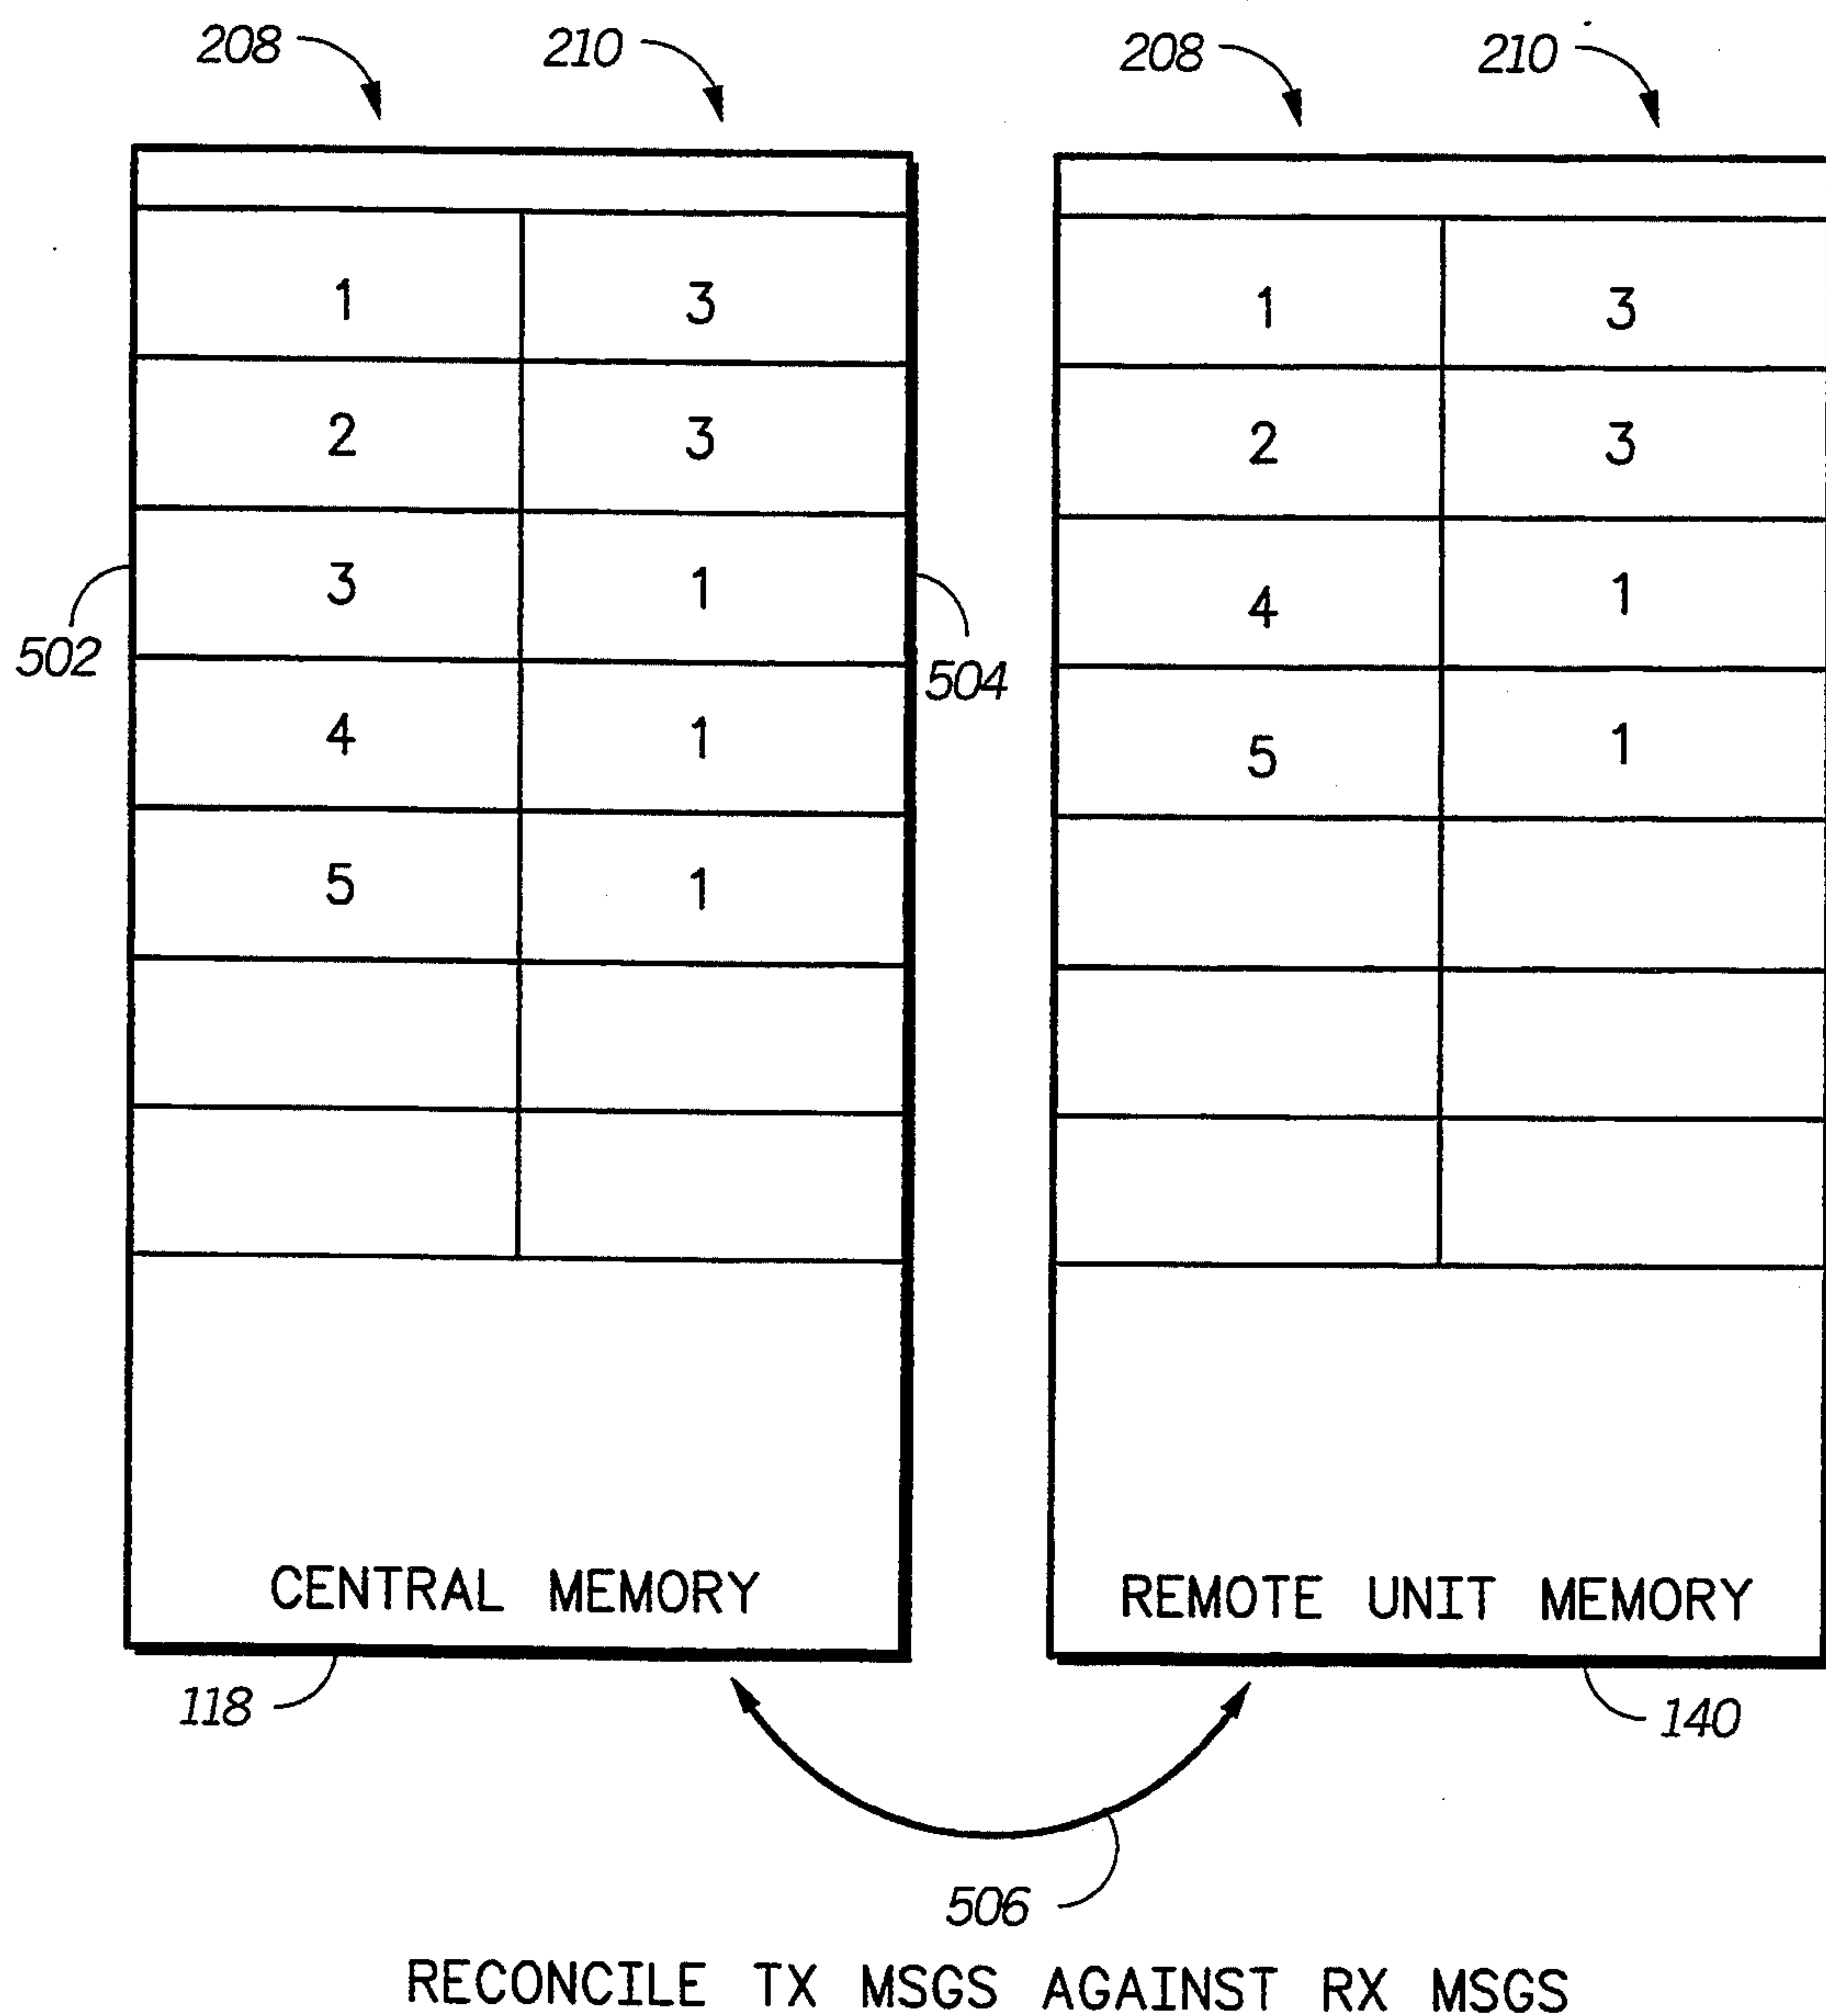 208 210 208 210
1 3 1 3
2 3 2 3
3 1 4 1
502 504
4 1 5 1
5 1
CENTRAL MEMORY REMOTE UNIT MEMORY
118 140
506
RECONCILE TX MSGS AGAINST RX MSGS